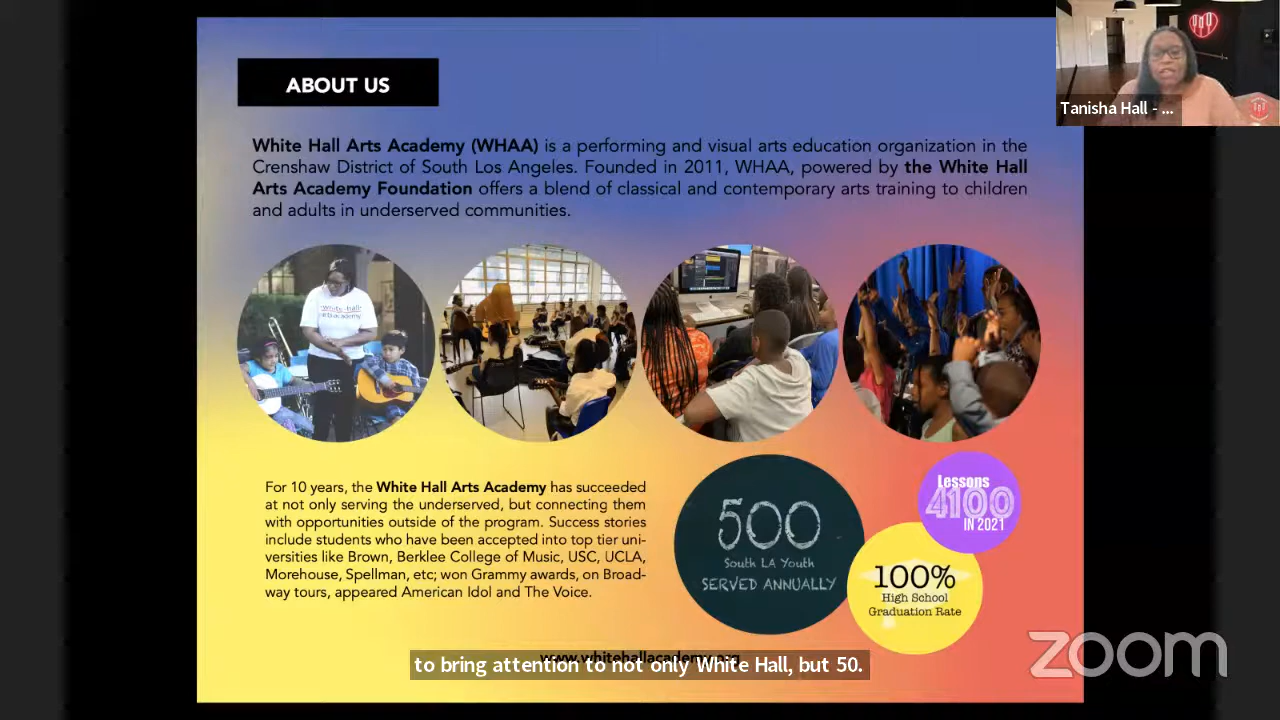 ABOUT US
Tanisha Hall - ...
White Hall Arts Academy (WHAA) is a performing and visual arts education organization in the
Crenshaw District of South Los Angeles. Founded in 2011, WHAA, powered by the White Hall
Arts Academy Foundation offers a blend of classical and contemporary arts training to children
and adults in underserved communities.
White Hall
arts academy
For 10 years, the White Hall Arts Academy has succeeded
at not only serving the underserved, but connecting them
with opportunities outside of the program. Success stories
include students who have been accepted into top tier uni-
versities like Brown, Berklee College of Music, USC, UCLA,
Morehouse, Spellman, etc; won Grammy awards, on Broad-
way tours, appeared American Idol and The Voice.
500
South LA Youth
SERVED ANNUALLY
Lessons
4100
IN 2021
100%
High School
Graduation Rate
www.whitehallacademy.org
to bring attention to not only White Hall, but 50.
zoom